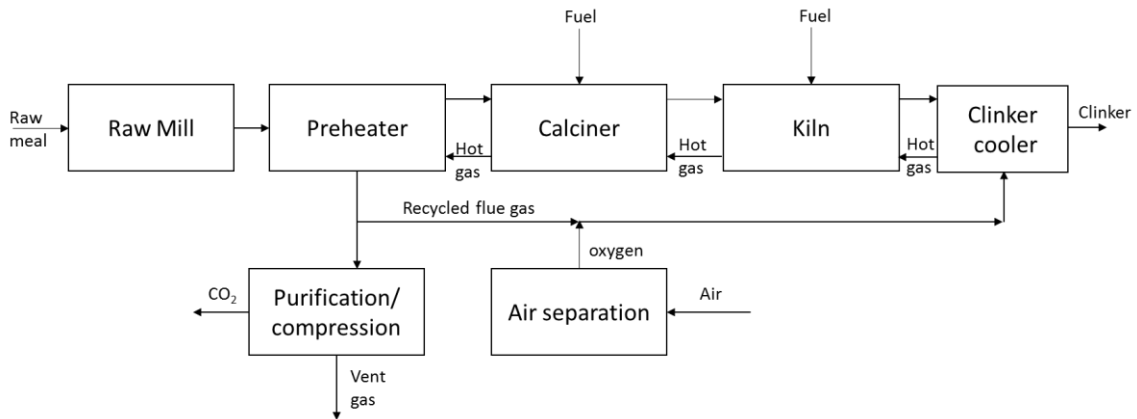 Fuel
Fuel
Raw
meal
Raw Mill
Preheater
Calciner
Kiln
Clinker
cooler
Clinker
Hot
gas
Hot
gas
Hot
gas
Recycled flue gas
oxygen
CO₂
Purification/
compression
Air separation
Air
Vent
gas